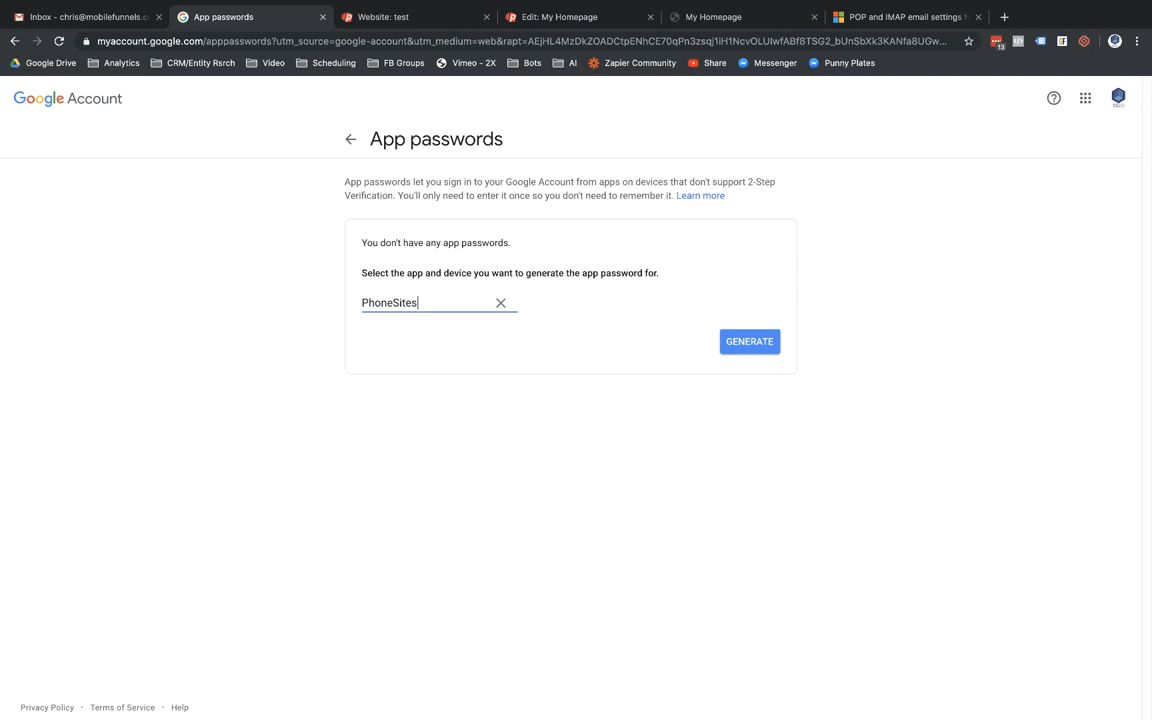 Inbox - chris@mobilefunnels.c
App passwords
Website: test
Edit: My Homepage
My Homepage
POP and IMAP email settings f
myaccount.google.com/apppasswords?utm_source=google-account&utm_medium=web&rapt=AEjHL4MzDkZOADCtpENhCE70qPn3zsqj1iH1NcvOLUIwfABf8TSG2_bUnSbXk3KANfa8UGw...
13
Google Drive
Analytics
CRM/Entity Rsrch
Video
Scheduling
FB Groups
Vimeo - 2X
Bots
AI
Zapier Community
Share
Messenger
Punny Plates
Google Account
App passwords
App passwords let you sign in to your Google Account from apps on devices that don't support 2-Step
Verification. You'll only need to enter it once so you don't need to remember it. Learn more
You don't have any app passwords.
Select the app and device you want to generate the app password for.
PhoneSites
GENERATE
Privacy Policy · Terms of Service · Help